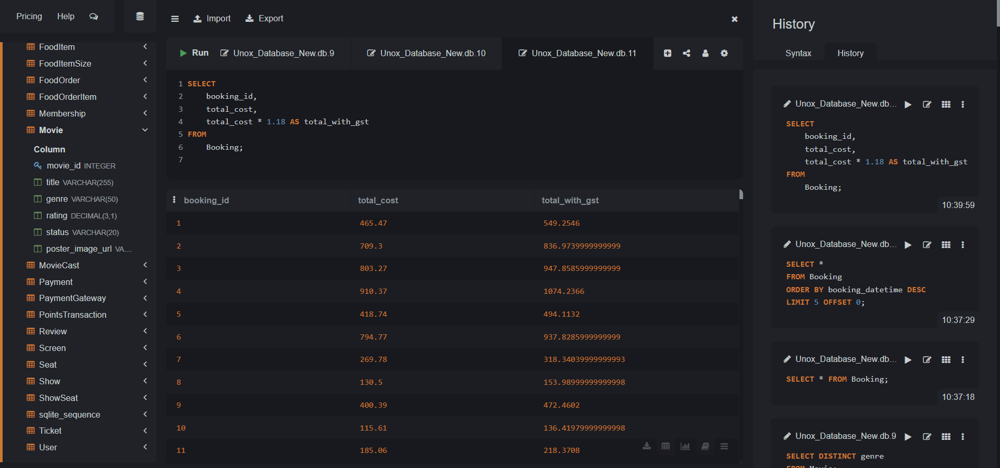 Pricing Help
Import Export
History
Run Unox_Database_New.db.9 Unox_Database_New.db.10 Unox_Database_New.db.11
Syntax History
FoodItem
FoodItemSize
FoodOrder
FoodOrderItem
Membership
Movie
Column
movie_id INTEGER
title VARCHAR(255)
genre VARCHAR(50)
rating DECIMAL(3,1)
status VARCHAR(20)
poster_image_url VA...
MovieCast
Payment
PaymentGateway
PointsTransaction
Review
Screen
Seat
Show
ShowSeat
sqlite_sequence
Ticket
User
1 SELECT
2 booking_id,
3 total_cost,
4 total_cost * 1.18 AS total_with_gst
5 FROM
6 Booking;
7
booking_id total_cost total_with_gst
1 465.47 549.2546
2 709.3 836.9739999999999
3 803.27 947.8585999999999
4 910.37 1074.2366
5 418.74 494.1132
6 794.77 937.8285999999999
7 269.78 318.34039999999993
8 130.5 153.98999999999998
9 400.39 472.4602
10 115.61 136.41979999999998
11 185.06 218.3708
Unox_Database_New.db...
SELECT
booking_id,
total_cost,
total_cost * 1.18 AS total_with_gst
FROM
Booking;
10:39:59
Unox_Database_New.db...
SELECT *
FROM Booking
ORDER BY booking_datetime DESC
LIMIT 5 OFFSET 0;
10:37:29
Unox_Database_New.db...
SELECT * FROM Booking;
10:37:18
Unox_Database_New.db.9
SELECT DISTINCT genre
FROM Movie;